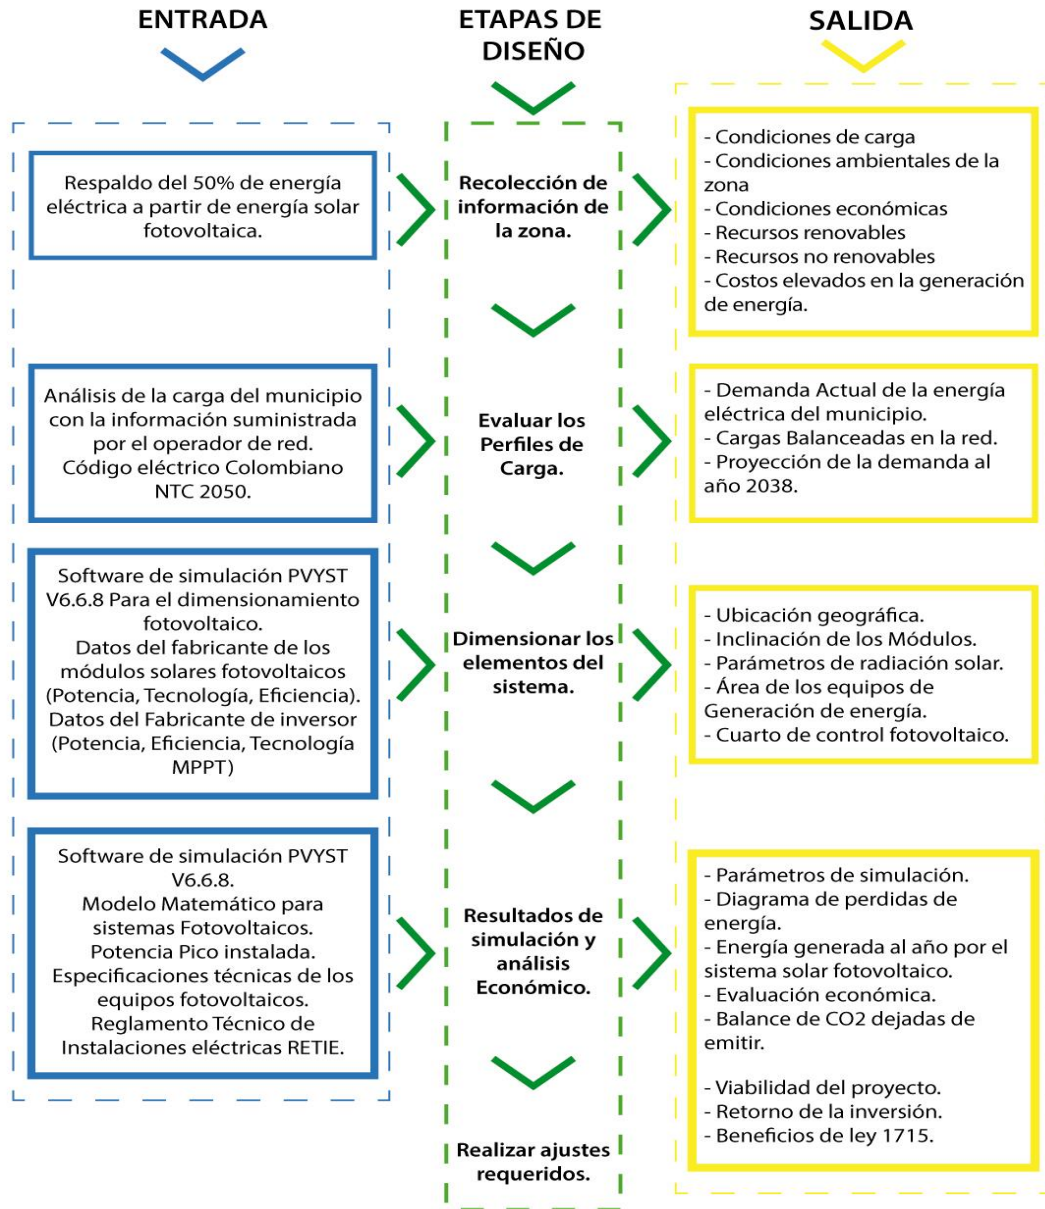 ENTRADA
ETAPAS DE
DISEÑO
SALIDA
Respaldo del 50% de energía
eléctrica a partir de energía solar
fotovoltaica.
Recolección de
información de
la zona.
- Condiciones de carga
- Condiciones ambientales de la
zona
- Condiciones económicas
- Recursos renovables
- Recursos no renovables
- Costos elevados en la generación
de energía.
Análisis de la carga del municipio
con la información suministrada
por el operador de red.
Código eléctrico Colombiano
NTC 2050.
Evaluar los
Perfiles de
Carga.
- Demanda Actual de la energía
eléctrica del municipio.
- Cargas Balanceadas en la red.
- Proyección de la demanda al
año 2038.
Software de simulación PVYST
V6.6.8 Para el dimensionamiento
fotovoltaico.
Datos del fabricante de los
módulos solares fotovoltaicos
(Potencia, Tecnología, Eficiencia).
Datos del Fabricante de inversor
(Potencia, Eficiencia, Tecnología
MPPT)
Dimensionar los
elementos del
sistema.
- Ubicación geográfica.
- Inclinación de los Módulos.
- Parámetros de radiación solar.
- Área de los equipos de
Generación de energía.
- Cuarto de control fotovoltaico.
Software de simulación PVYST
V6.6.8.
Modelo Matemático para
sistemas Fotovoltaicos.
Potencia Pico instalada.
Especificaciones técnicas de los
equipos fotovoltaicos.
Reglamento Técnico de
Instalaciones eléctricas RETIE.
Resultados de
simulación y
análisis
Económico.
- Parámetros de simulación.
- Diagrama de perdidas de
energía.
- Energía generada al año por el
sistema solar fotovoltaico.
- Evaluación económica.
- Balance de CO2 dejadas de
emitir.
- Viabilidad del proyecto.
- Retorno de la inversión.
- Beneficios de ley 1715.
Realizar ajustes
requeridos.